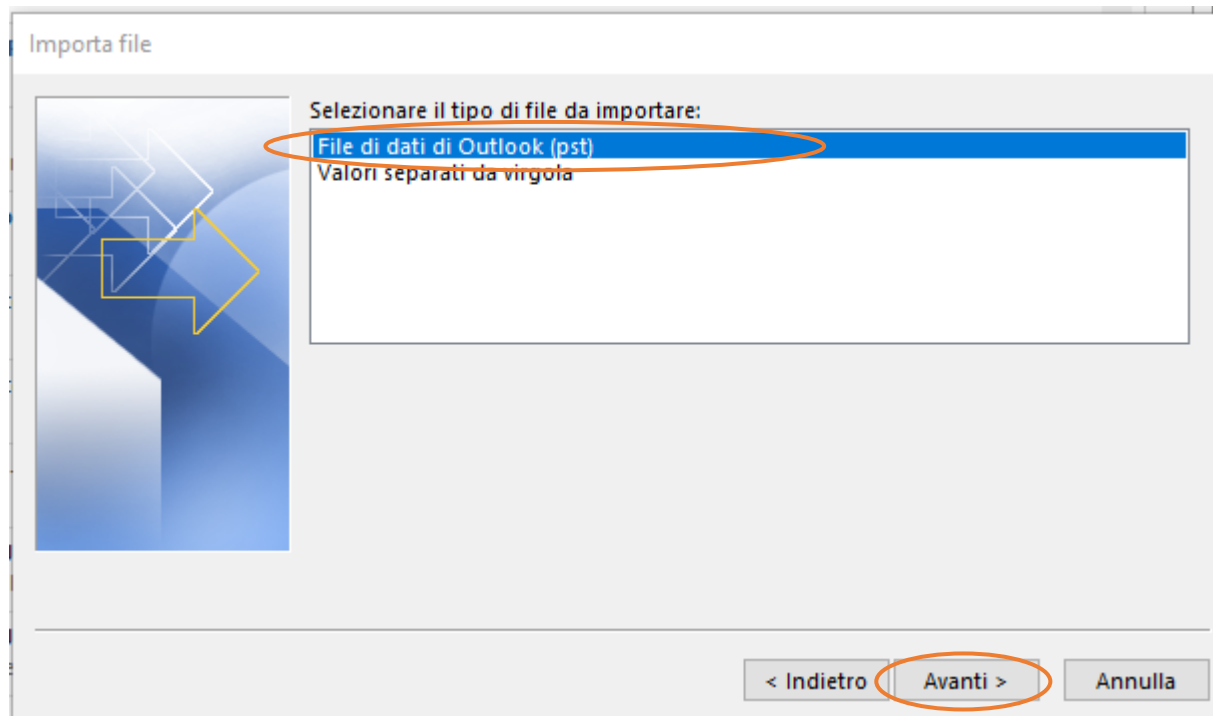 Importa file
Selezionare il tipo di file da importare:
File di dati di Outlook (pst)
Valori separati da virgola
< Indietro
Avanti >
Annulla